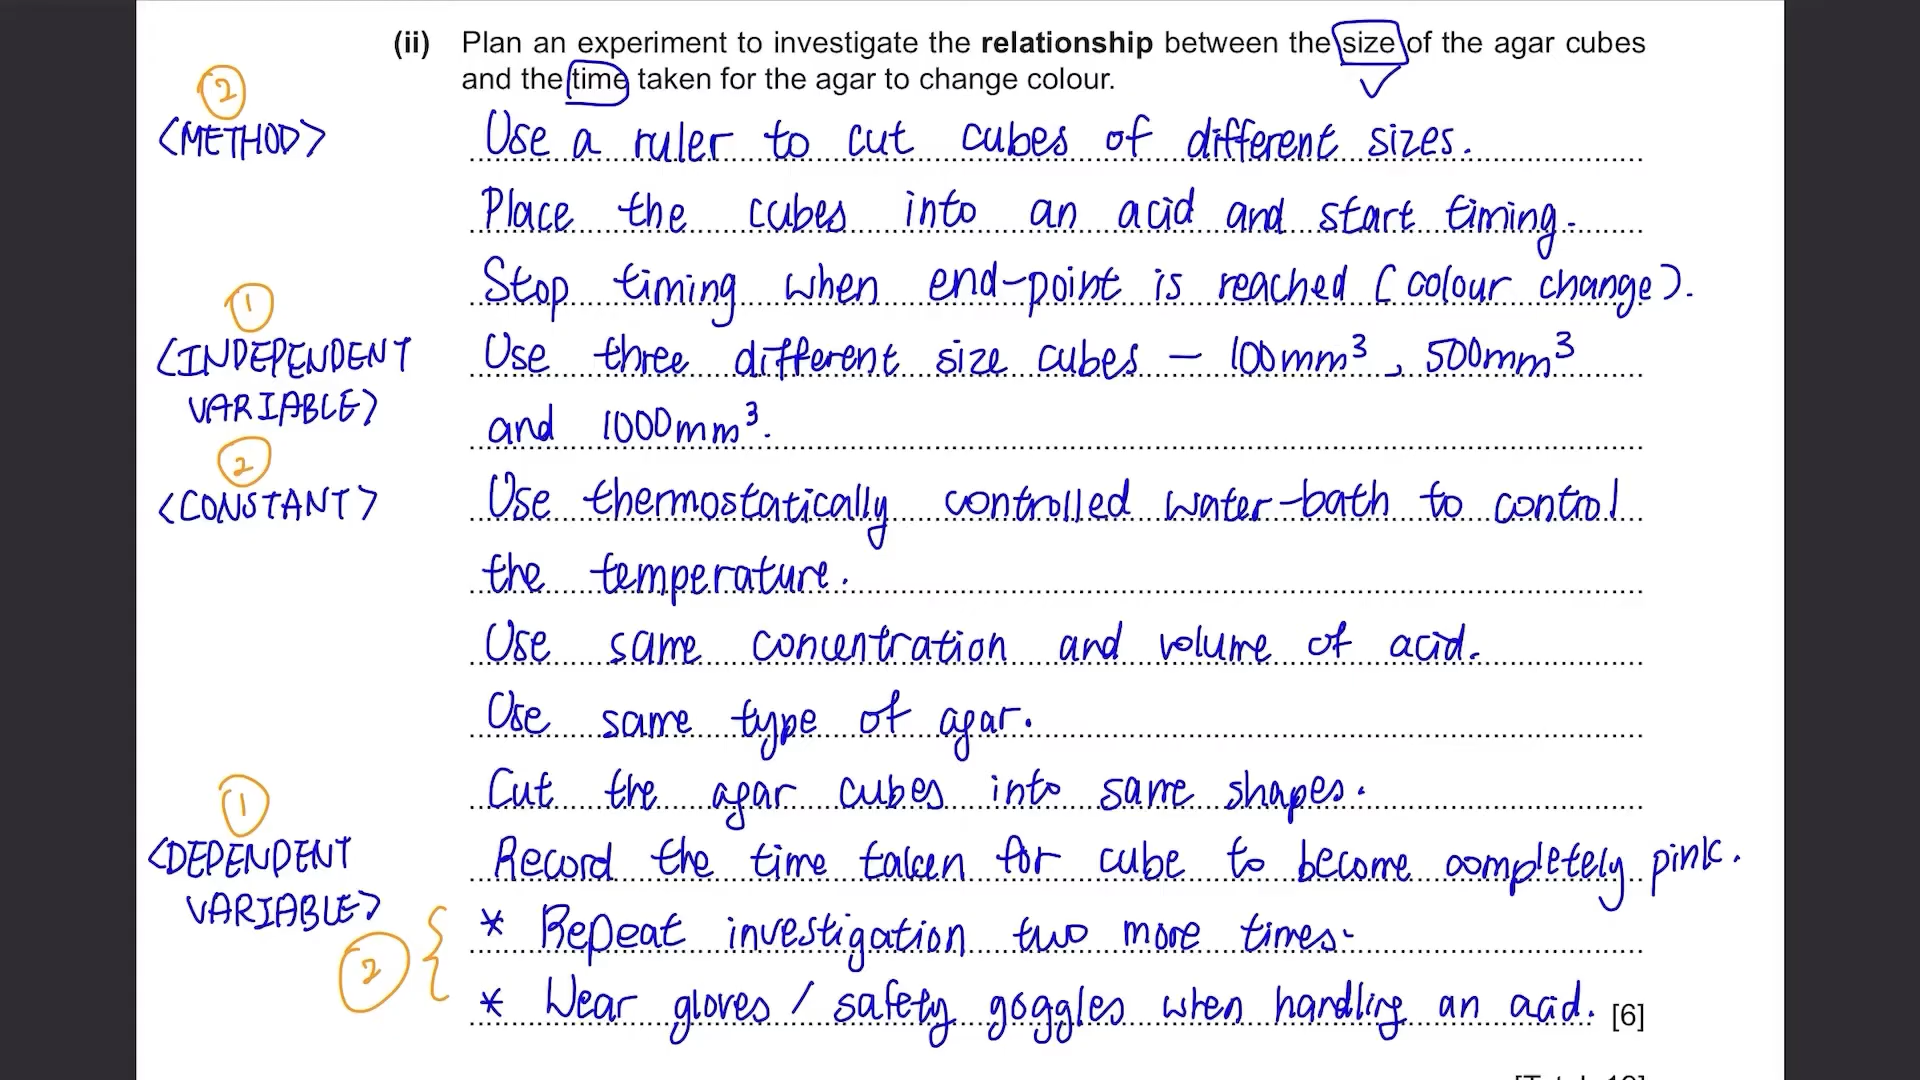 (ii) Plan an experiment to investigate the relationship between the size of the agar cubes
and the time taken for the agar to change colour.
2
<METHOD> Use a ruler to cut cubes of different sizes.
Place the cubes into an acid and start timing.
Stop timing when end-point is reached (colour change).
1
<INDEPENDENT Use three different size cubes – 100mm³, 500mm³
VARIABLE> and 1000mm³.
2
<CONSTANT> Use thermostatically controlled water-bath to control
the temperature.
Use same concentration and volume of acid.
Use same type of agar.
1
Cut the agar cubes into same shapes.
<DEPENDENT Record the time taken for cube to become completely pink.
VARIABLE> * Repeat investigation two more times.
2
* Wear gloves / safety goggles when handling an acid. [6]